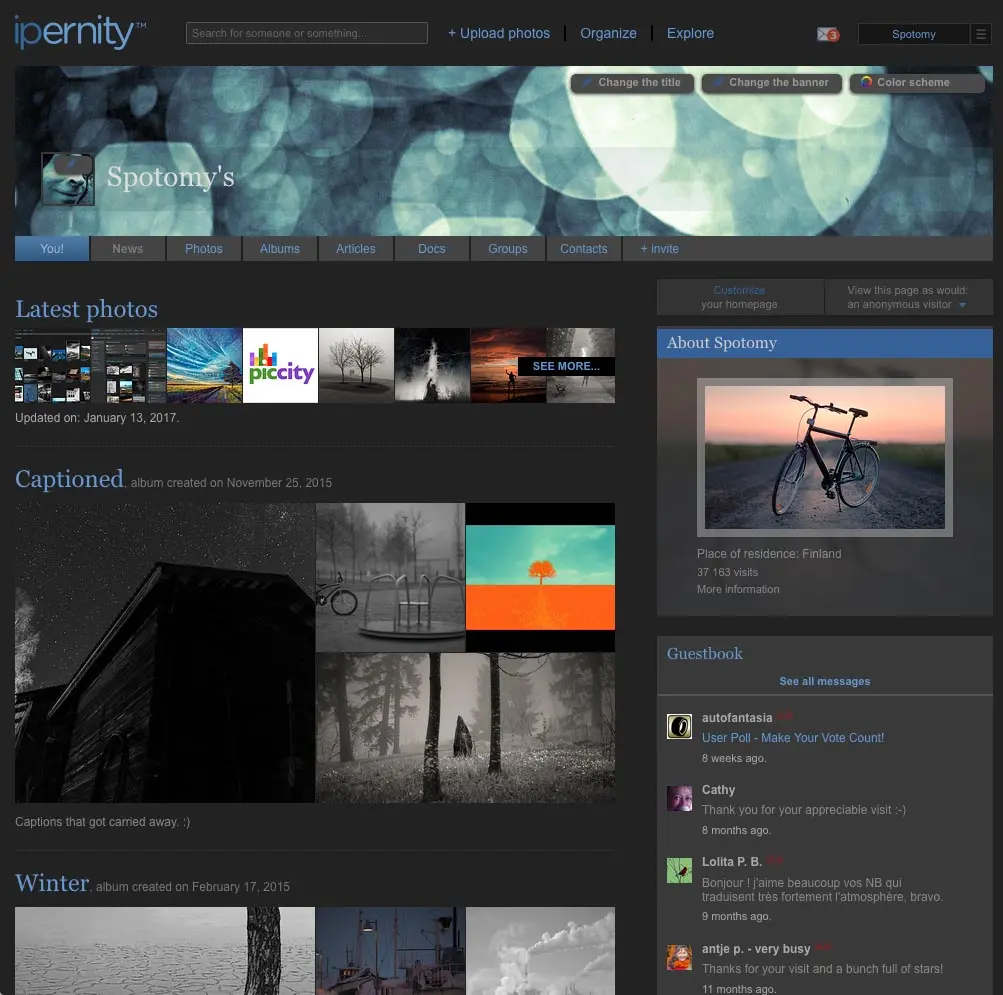 ipernity™
Search for someone or something...
+ Upload photos
Organize
Explore
3
Spotomy
Change the title
Change the banner
Color scheme
Spotomy's
You!
News
Photos
Albums
Articles
Docs
Groups
Contacts
+ invite
Latest photos
piccity
SEE MORE...
Updated on: January 13, 2017.
Captioned, album created on November 25, 2015
Captions that got carried away. :)
Winter, album created on February 17, 2015
Customize
your homepage
View this page as would:
an anonymous visitor
About Spotomy
Place of residence: Finland
37 163 visits
More information
Guestbook
See all messages
autofantasia
User Poll - Make Your Vote Count!
8 weeks ago.
Cathy
Thank you for your appreciable visit :-)
8 months ago.
Lolita P. B.
Bonjour ! j'aime beaucoup vos NB qui
traduisent très fortement l'atmosphère, bravo.
9 months ago.
antje p. - very busy
Thanks for your visit and a bunch full of stars!
11 months ago.